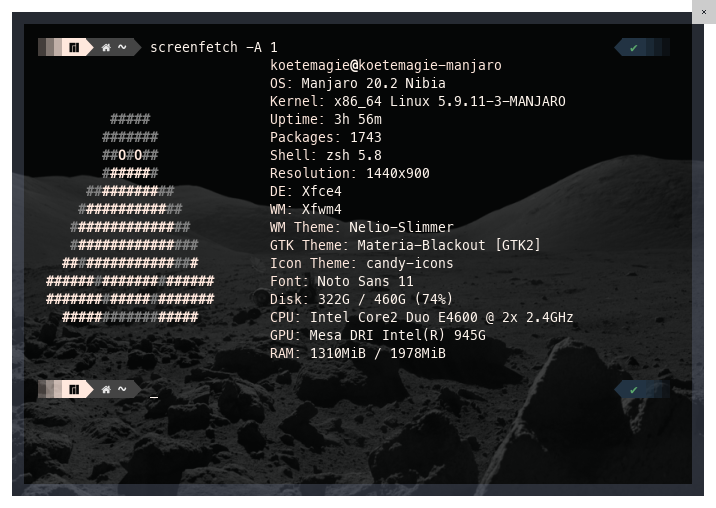 ~ screenfetch -A 1 ✔
koetemagie@koetemagie-manjaro
OS: Manjaro 20.2 Nibia
Kernel: x86_64 Linux 5.9.11-3-MANJARO
##### Uptime: 3h 56m
####### Packages: 1743
##O#O## Shell: zsh 5.8
####### Resolution: 1440x900
########### DE: Xfce4
############# WM: Xfwm4
############### WM Theme: Nelio-Slimmer
################ GTK Theme: Materia-Blackout [GTK2]
################# Icon Theme: candy-icons
##################### Font: Noto Sans 11
##################### Disk: 322G / 460G (74%)
################# CPU: Intel Core2 Duo E4600 @ 2x 2.4GHz
GPU: Mesa DRI Intel(R) 945G
RAM: 1310MiB / 1978MiB
~ _ ✔